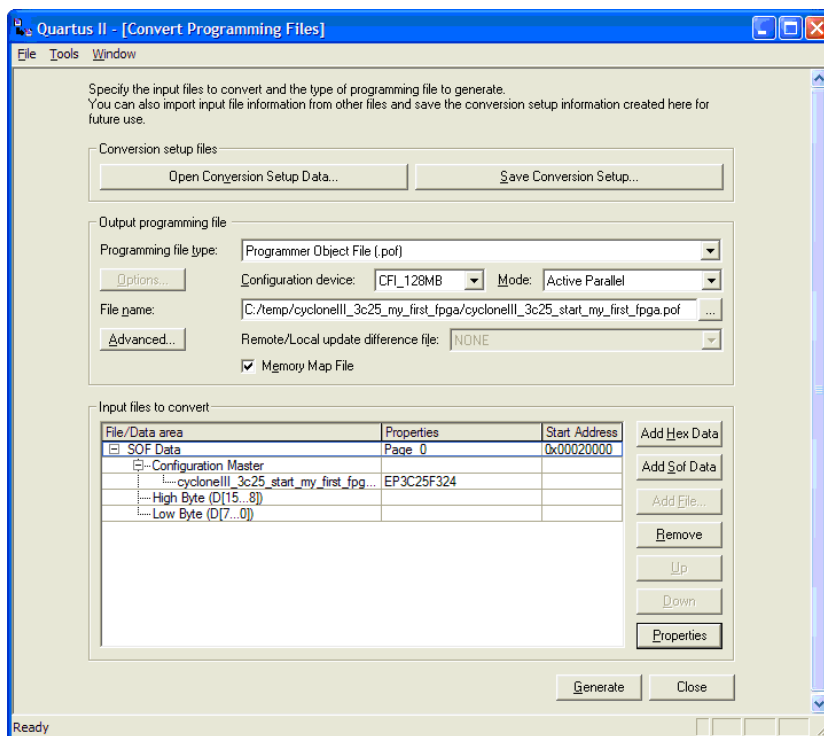 Quartus II - [Convert Programming Files]
File Tools Window
Specify the input files to convert and the type of programming file to generate.
You can also import input file information from other files and save the conversion setup information created here for
future use.
Conversion setup files
Open Conversion Setup Data...
Save Conversion Setup...
Output programming file
Programming file type: Programmer Object File (.pof)
Options... Configuration device: CFI_128MB Mode: Active Parallel
File name: C:/temp/cycloneIII_3c25_my_first_fpga/cycloneIII_3c25_start_my_first_fpga.pof ...
Advanced... Remote/Local update difference file: NONE
Memory Map File
Input files to convert
File/Data area Properties Start Address
SOF Data Page_0 0x00020000
Configuration Master
cycloneIII_3c25_start_my_first_fpg... EP3C25F324
High Byte (D[15...8])
Low Byte (D[7...0])
Add Hex Data
Add Sof Data
Add File...
Remove
Up
Down
Properties
Generate Close
Ready